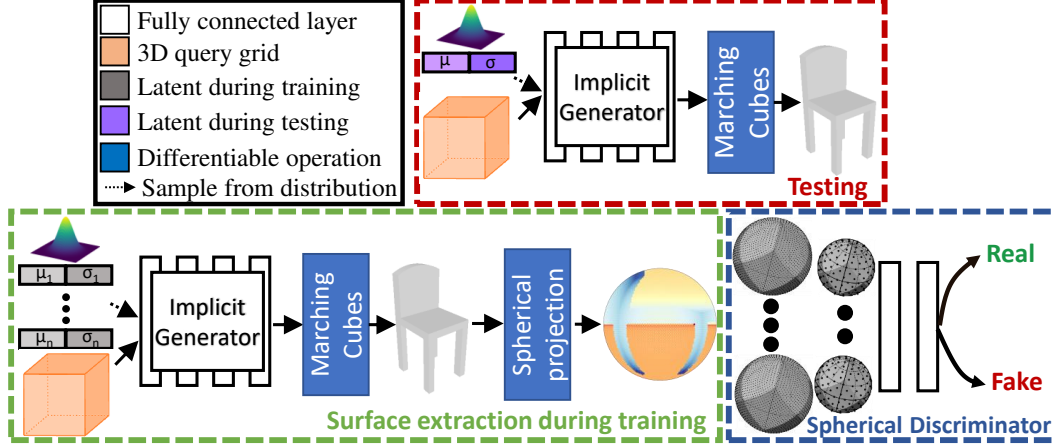 Fully connected layer
3D query grid
Latent during training
Latent during testing
Differentiable operation
Sample from distribution
μ σ
Implicit
Generator
Marching
Cubes
Testing
μ1 σ1
μn σn
Implicit
Generator
Marching
Cubes
Spherical
projection
Surface extraction during training
Real
Fake
Spherical Discriminator